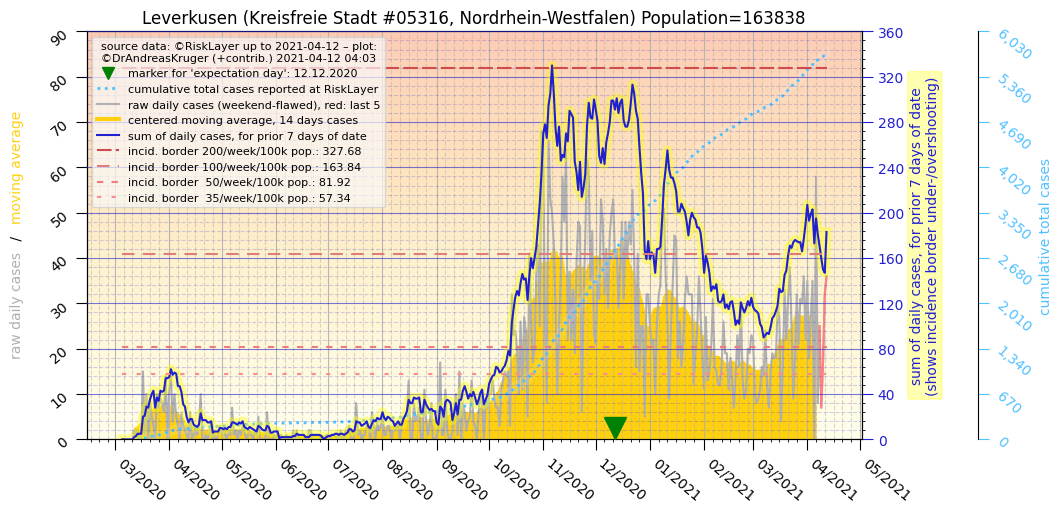 Leverkusen (Kreisfreie Stadt #05316, Nordrhein-Westfalen) Population=163838
source data: ©RiskLayer up to 2021-04-12 – plot:
©DrAndreasKruger (+contrib.) 2021-04-12 04:03
marker for 'expectation day': 12.12.2020
cumulative total cases reported at RiskLayer
raw daily cases (weekend-flawed), red: last 5
centered moving average, 14 days cases
sum of daily cases, for prior 7 days of date
incid. border 200/week/100k pop.: 327.68
incid. border 100/week/100k pop.: 163.84
incid. border  50/week/100k pop.: 81.92
incid. border  35/week/100k pop.: 57.34
raw daily cases  /  moving average
90
80
70
60
50
40
30
20
10
0
03/2020
04/2020
05/2020
06/2020
07/2020
08/2020
09/2020
10/2020
11/2020
12/2020
01/2021
02/2021
03/2021
04/2021
05/2021
360
320
280
240
200
160
120
80
40
0
sum of daily cases, for prior 7 days of date
(shows incidence border under-/overshooting)
6,030
5,360
4,690
4,020
3,350
2,680
2,010
1,340
670
0
cumulative total cases